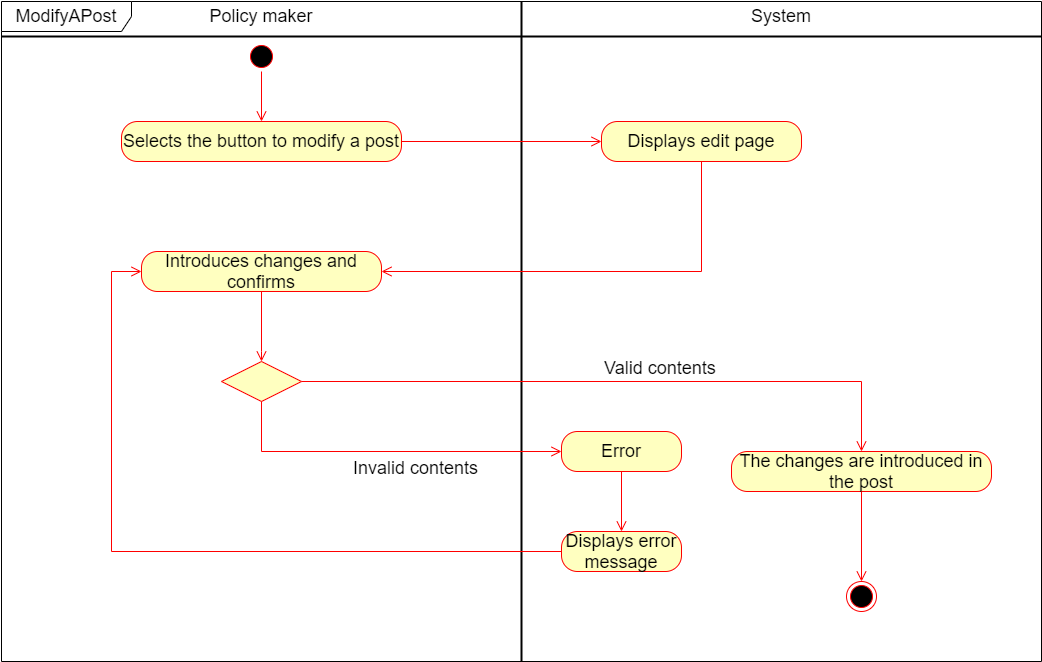 ModifyAPost
Policy maker
System
Selects the button to modify a post
Displays edit page
Introduces changes and
confirms
Valid contents
Invalid contents
Error
The changes are introduced in
the post
Displays error
message